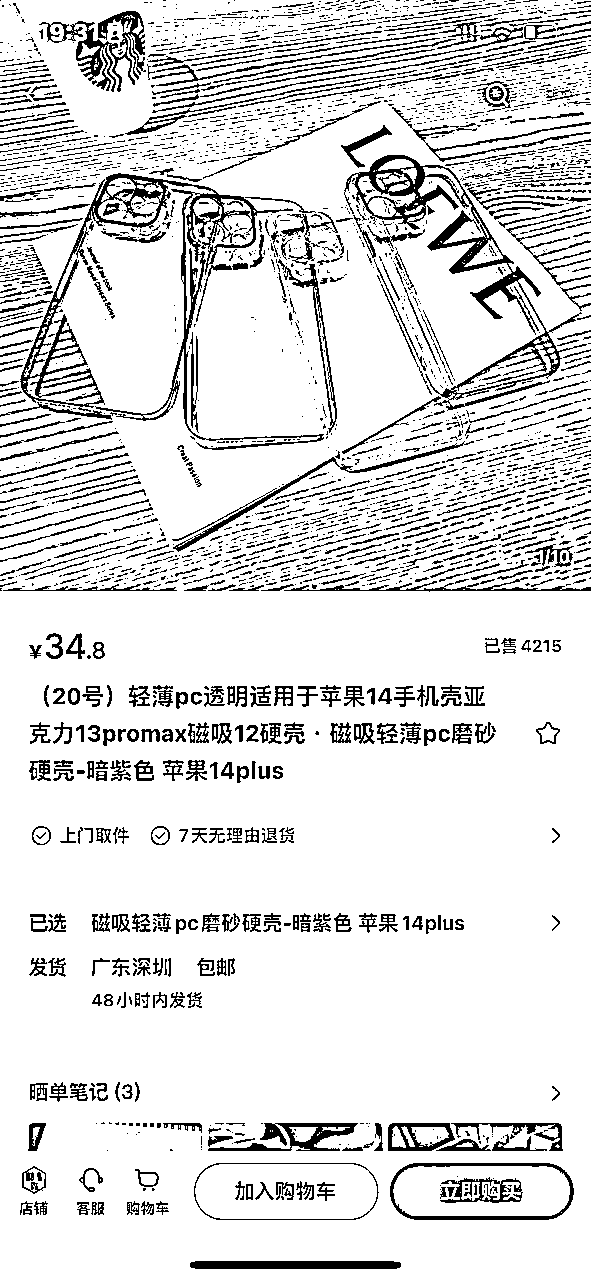 19:31
LOEWE
1/10
¥34.8
已售 4215
（20号）轻薄pc透明适用于苹果14手机壳亚
克力13promax磁吸12硬壳 · 磁吸轻薄pc磨砂
硬壳-暗紫色 苹果14plus
上门取件 7天无理由退货
已选 磁吸轻薄pc磨砂硬壳-暗紫色 苹果14plus
发货 广东深圳 包邮
48小时内发货
晒单笔记 (3)
店铺 客服 购物车 加入购物车 立即购买